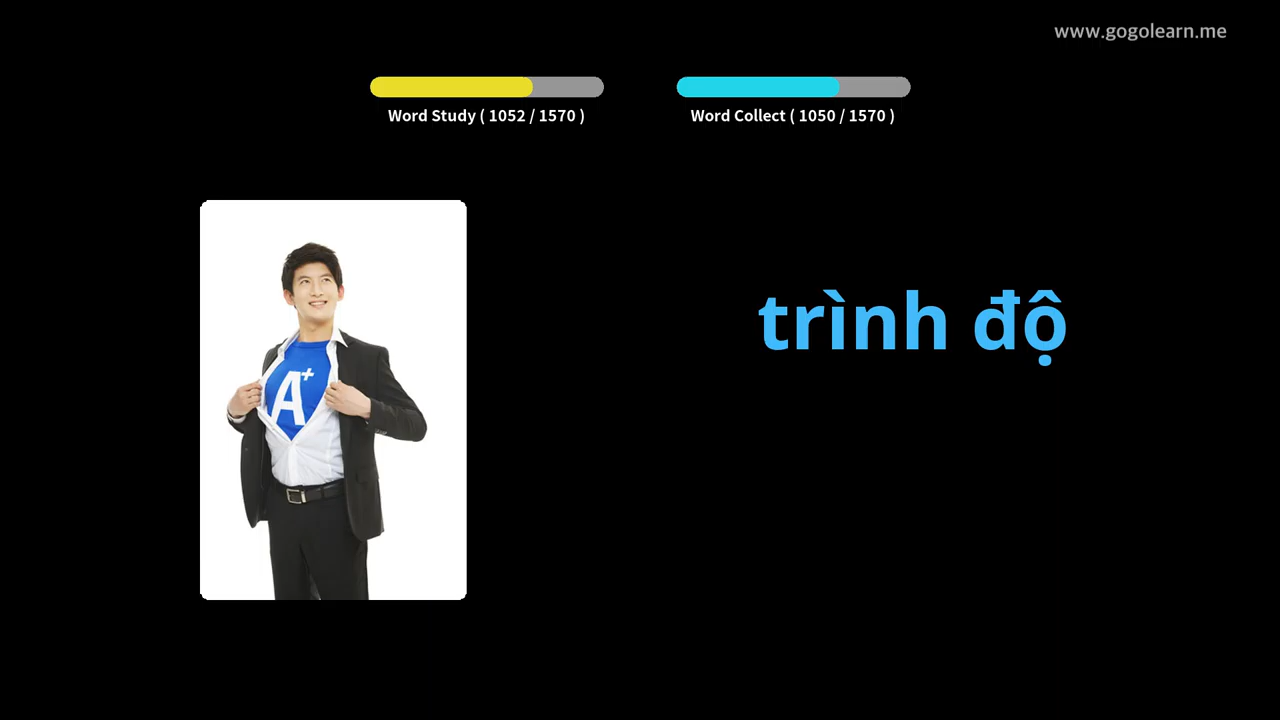 www.gogolearn.me
Word Study ( 1052 / 1570 )
Word Collect ( 1050 / 1570 )
A+
trình độ